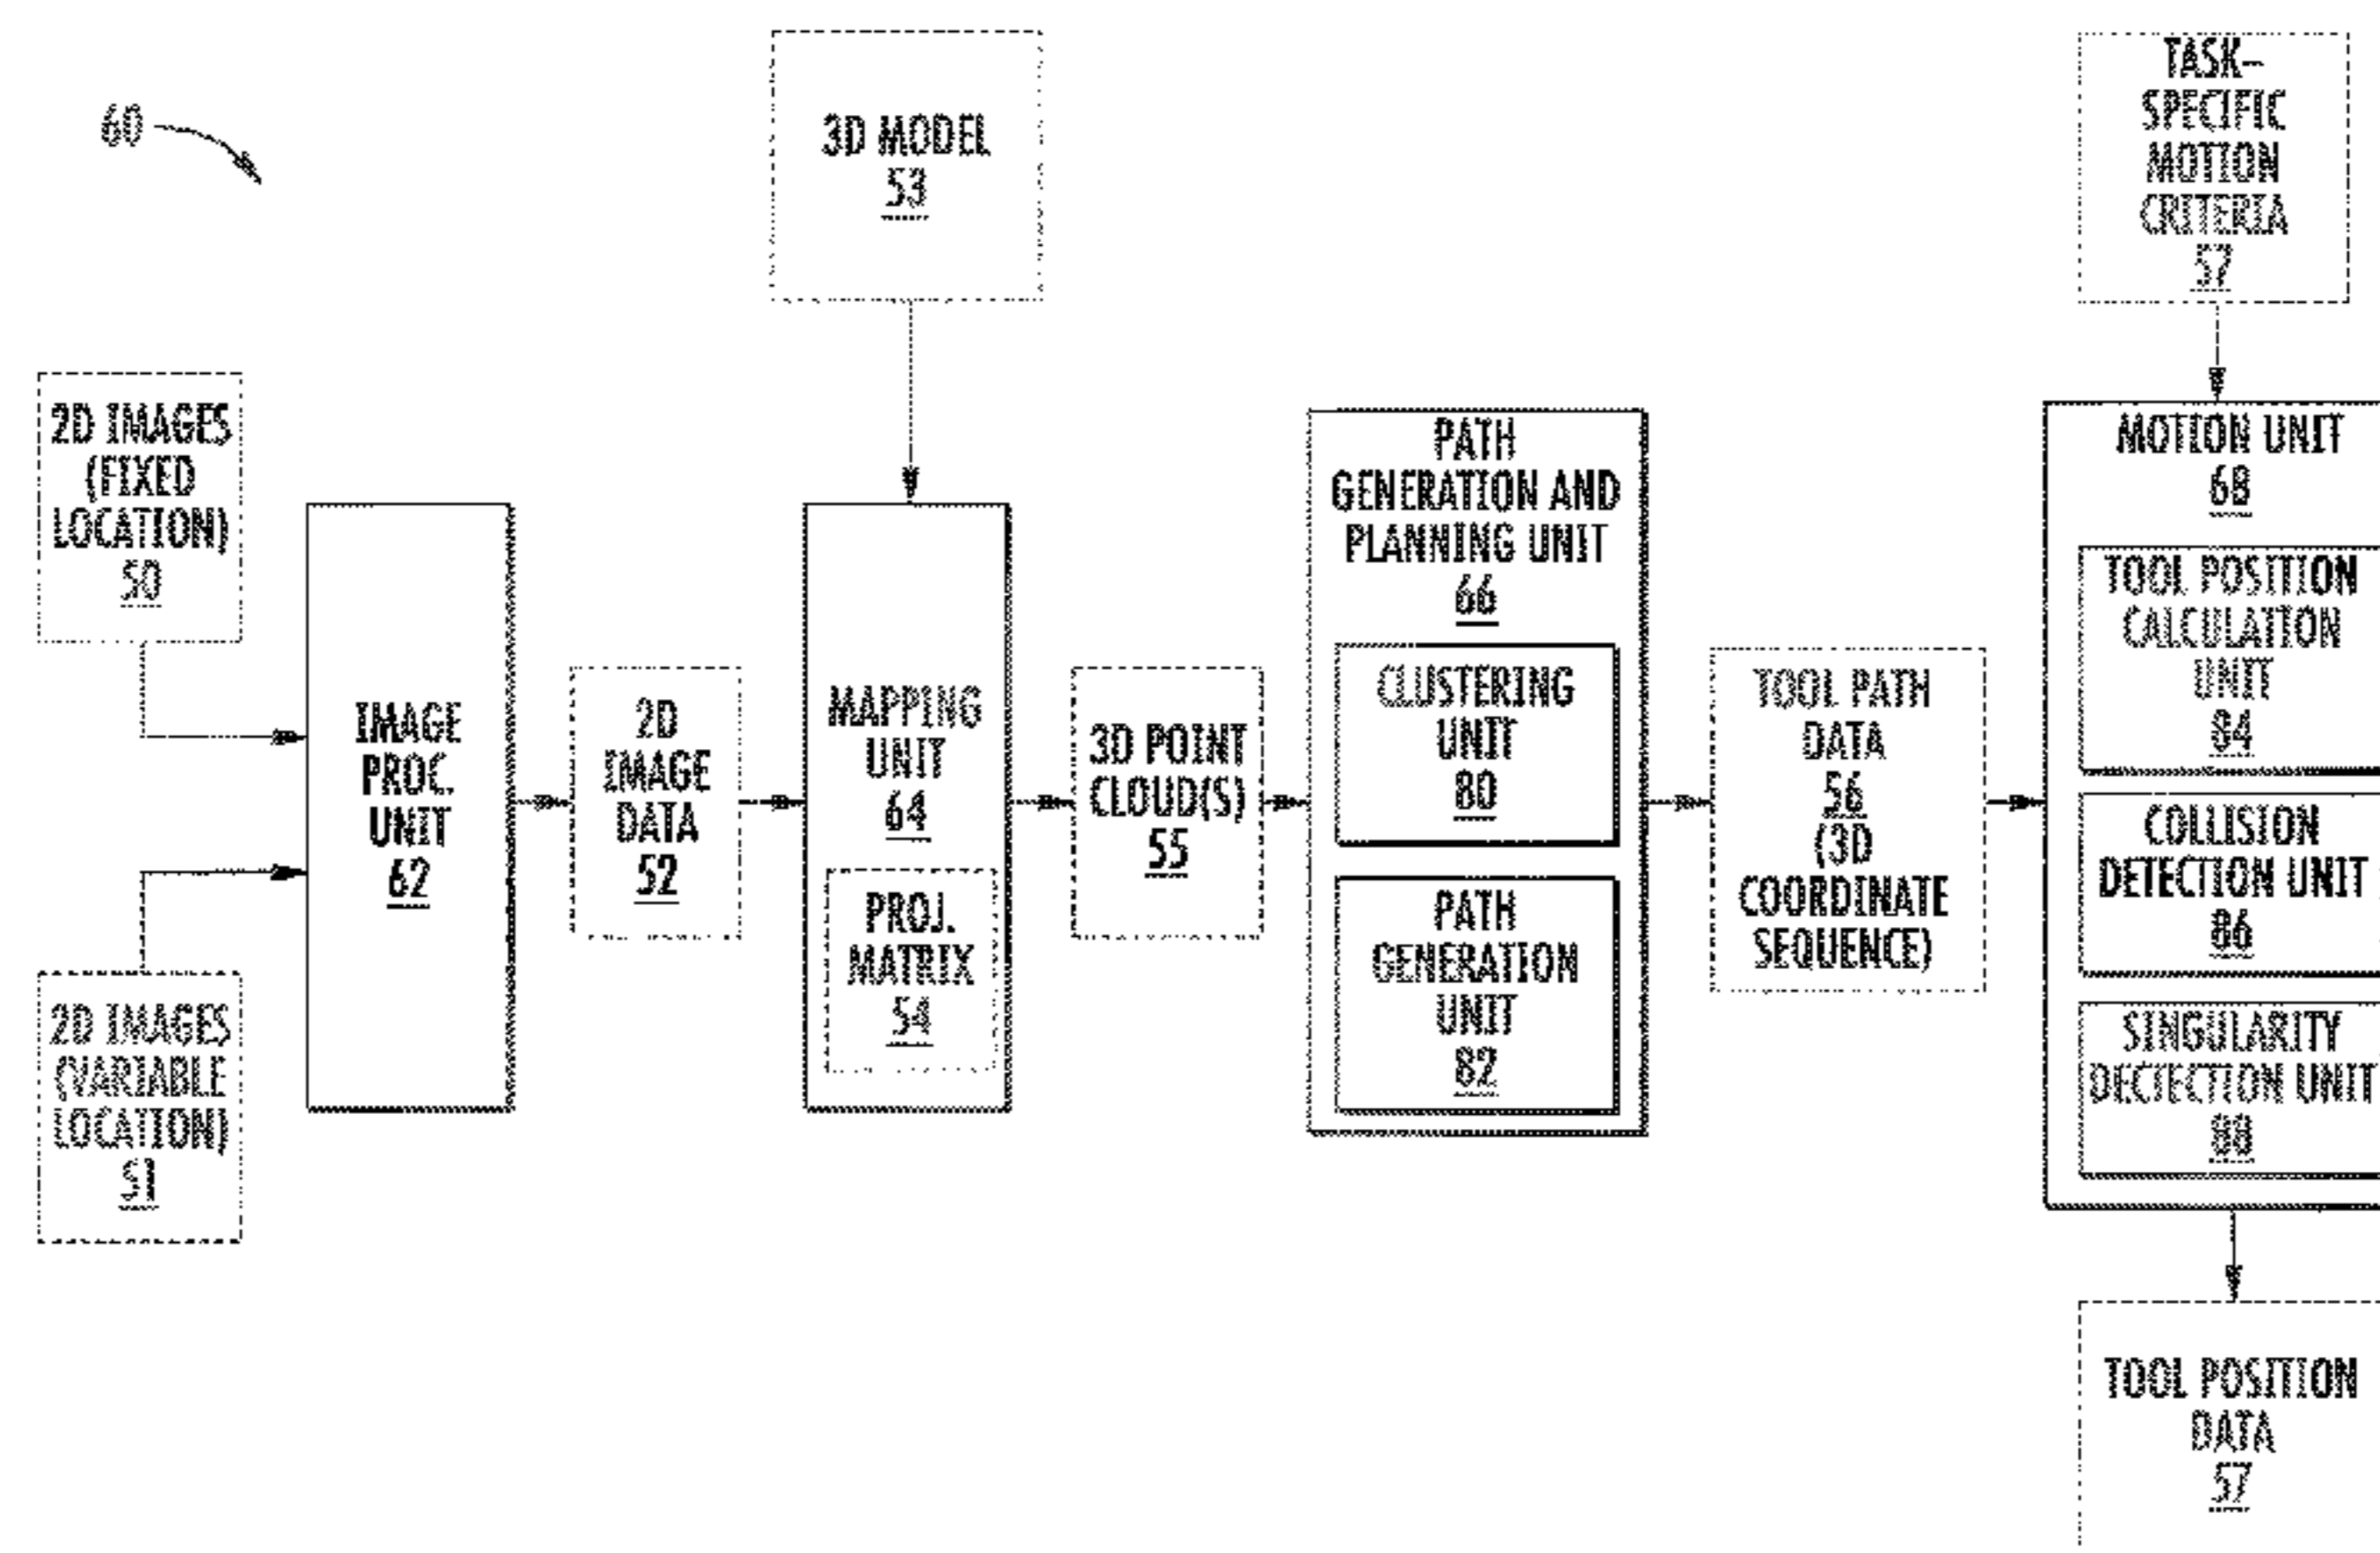 60
3D MODEL
53
TASK-
SPECIFIC
MOTION
CRITERIA
57
2D IMAGES
(FIXED
LOCATION)
50
2D IMAGES
(VARIABLE
LOCATION)
51
IMAGE
PROC.
UNIT
62
2D
IMAGE
DATA
52
MAPPING
UNIT
64
PROJ.
MATRIX
54
3D POINT
CLOUD(S)
55
PATH
GENERATION AND
PLANNING UNIT
66
CLUSTERING
UNIT
80
PATH
GENERATION
UNIT
82
TOOL PATH
DATA
56
(3D
COORDINATE
SEQUENCE)
MOTION UNIT
68
TOOL POSITION
CALCULATION
UNIT
84
COLLISION
DETECTION UNIT
86
SINGULARITY
DECTECTION UNIT
88
TOOL POSITION
DATA
57